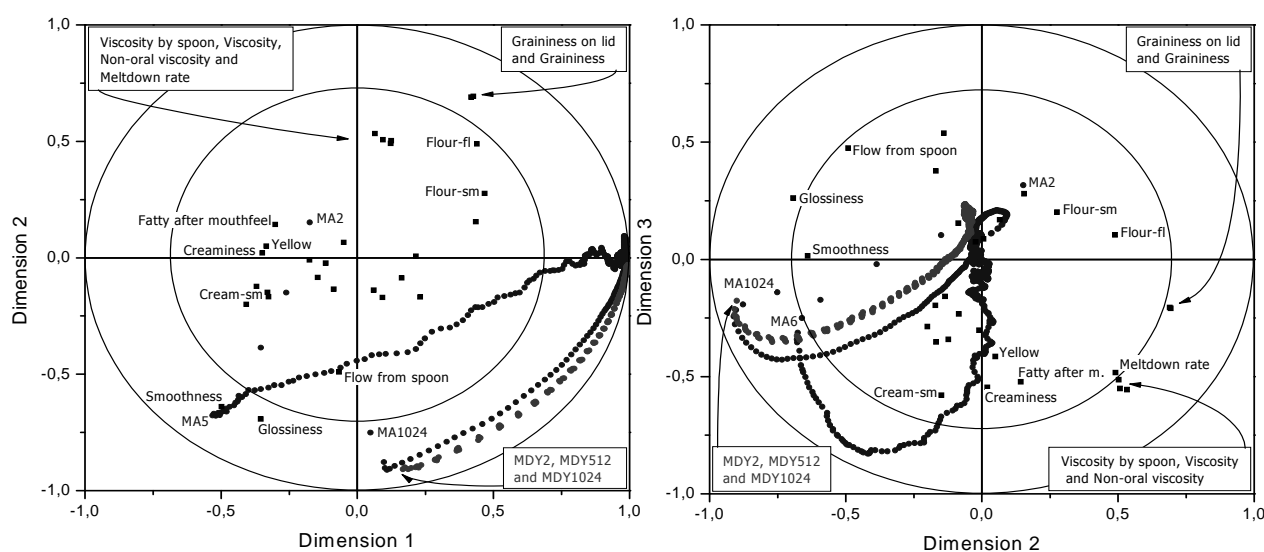 1,0
0,5
0,0
-0,5
-1,0
-1,0
-0,5
0,0
0,5
1,0
Dimension 2
Dimension 1
Viscosity by spoon, Viscosity,
Non-oral viscosity and
Meltdown rate
Graininess on lid
and Graininess
Flour-fl
Flour-sm
Fatty after mouthfeel
MA2
Creaminess
Yellow
Cream-sm
Flow from spoon
Smoothness
MA5
Glossiness
MA1024
MDY2, MDY512
and MDY1024
1,0
0,5
0,0
-0,5
-1,0
-1,0
-0,5
0,0
0,5
1,0
Dimension 3
Dimension 2
Graininess on lid
and Graininess
Flow from spoon
MA2
Glossiness
Flour-sm
Flour-fl
Smoothness
MA1024
MA6
Yellow
Meltdown rate
Fatty after m.
Cream-sm
Creaminess
MDY2, MDY512
and MDY1024
Viscosity by spoon, Viscosity
and Non-oral viscosity